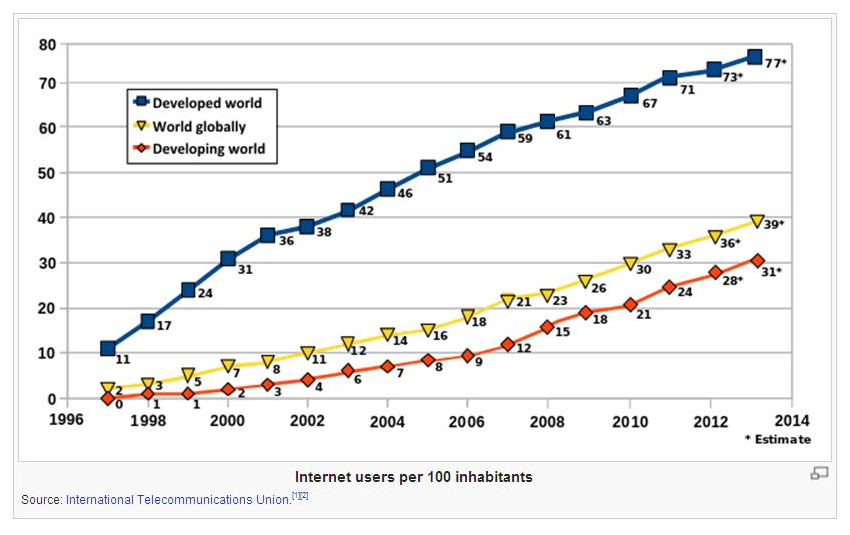 80
70
60
50
40
30
20
10
0
Developed world
World globally
Developing world
11 17 24 31 36 38 42 46 51 54 59 61 63 67 71 73* 77*
2 3 5 7 8 11 12 14 16 18 21 23 26 30 33 36* 39*
0 1 1 2 3 4 6 7 8 9 12 15 18 21 24 28* 31*
1996 1998 2000 2002 2004 2006 2008 2010 2012 2014
* Estimate
Internet users per 100 inhabitants
Source: International Telecommunications Union.[1][2]